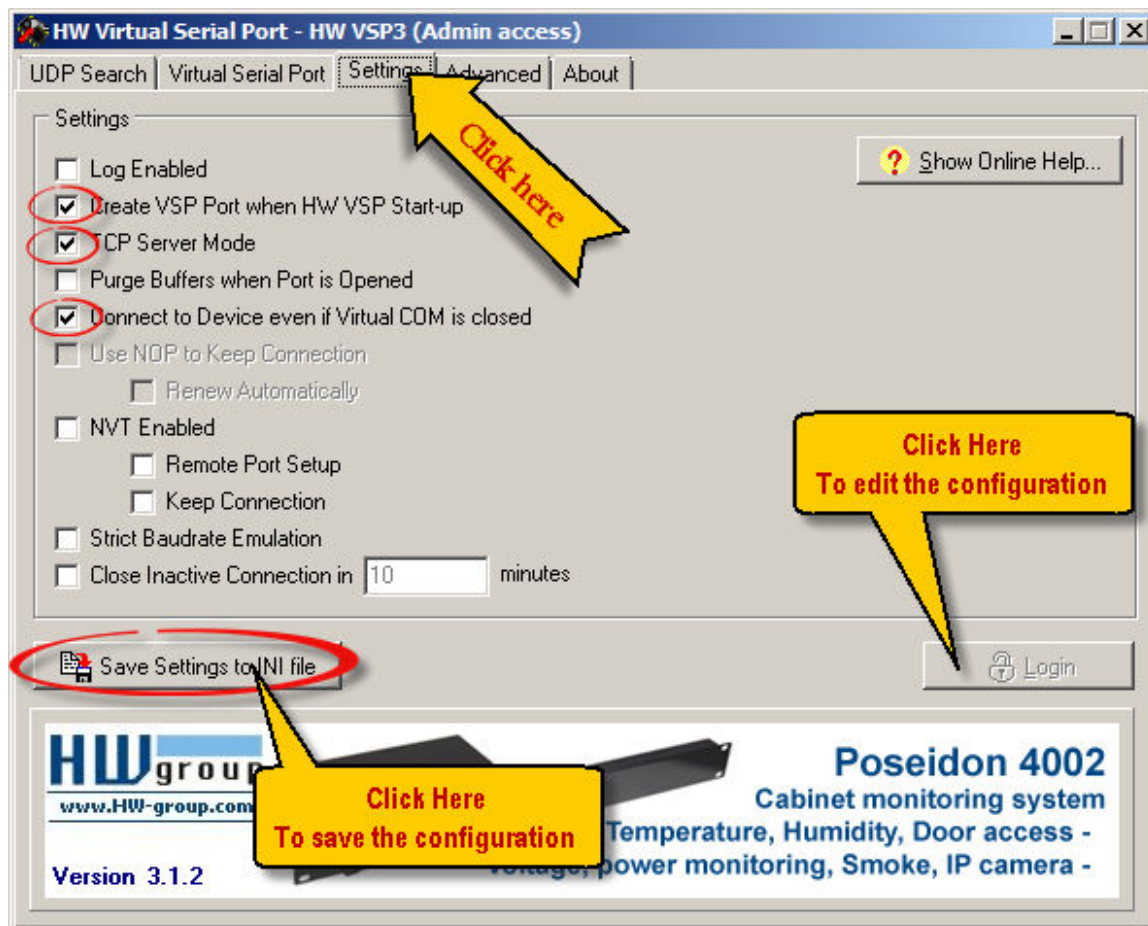 HW Virtual Serial Port - HW VSP3 (Admin access)
UDP Search
Virtual Serial Port
Settings
Advanced
About
Click here
Settings
Show Online Help...
Log Enabled
Create VSP Port when HW VSP Start-up
TCP Server Mode
Purge Buffers when Port is Opened
Connect to Device even if Virtual COM is closed
Use NOP to Keep Connection
Renew Automatically
NVT Enabled
Remote Port Setup
Keep Connection
Strict Baudrate Emulation
Close Inactive Connection in 10 minutes
Click Here
To edit the configuration
Save Settings to INI file
Login
HW group
www.HW-group.com
Version 3.1.2
Click Here
To save the configuration
Poseidon 4002
Cabinet monitoring system
Temperature, Humidity, Door access -
Voltage, power monitoring, Smoke, IP camera -